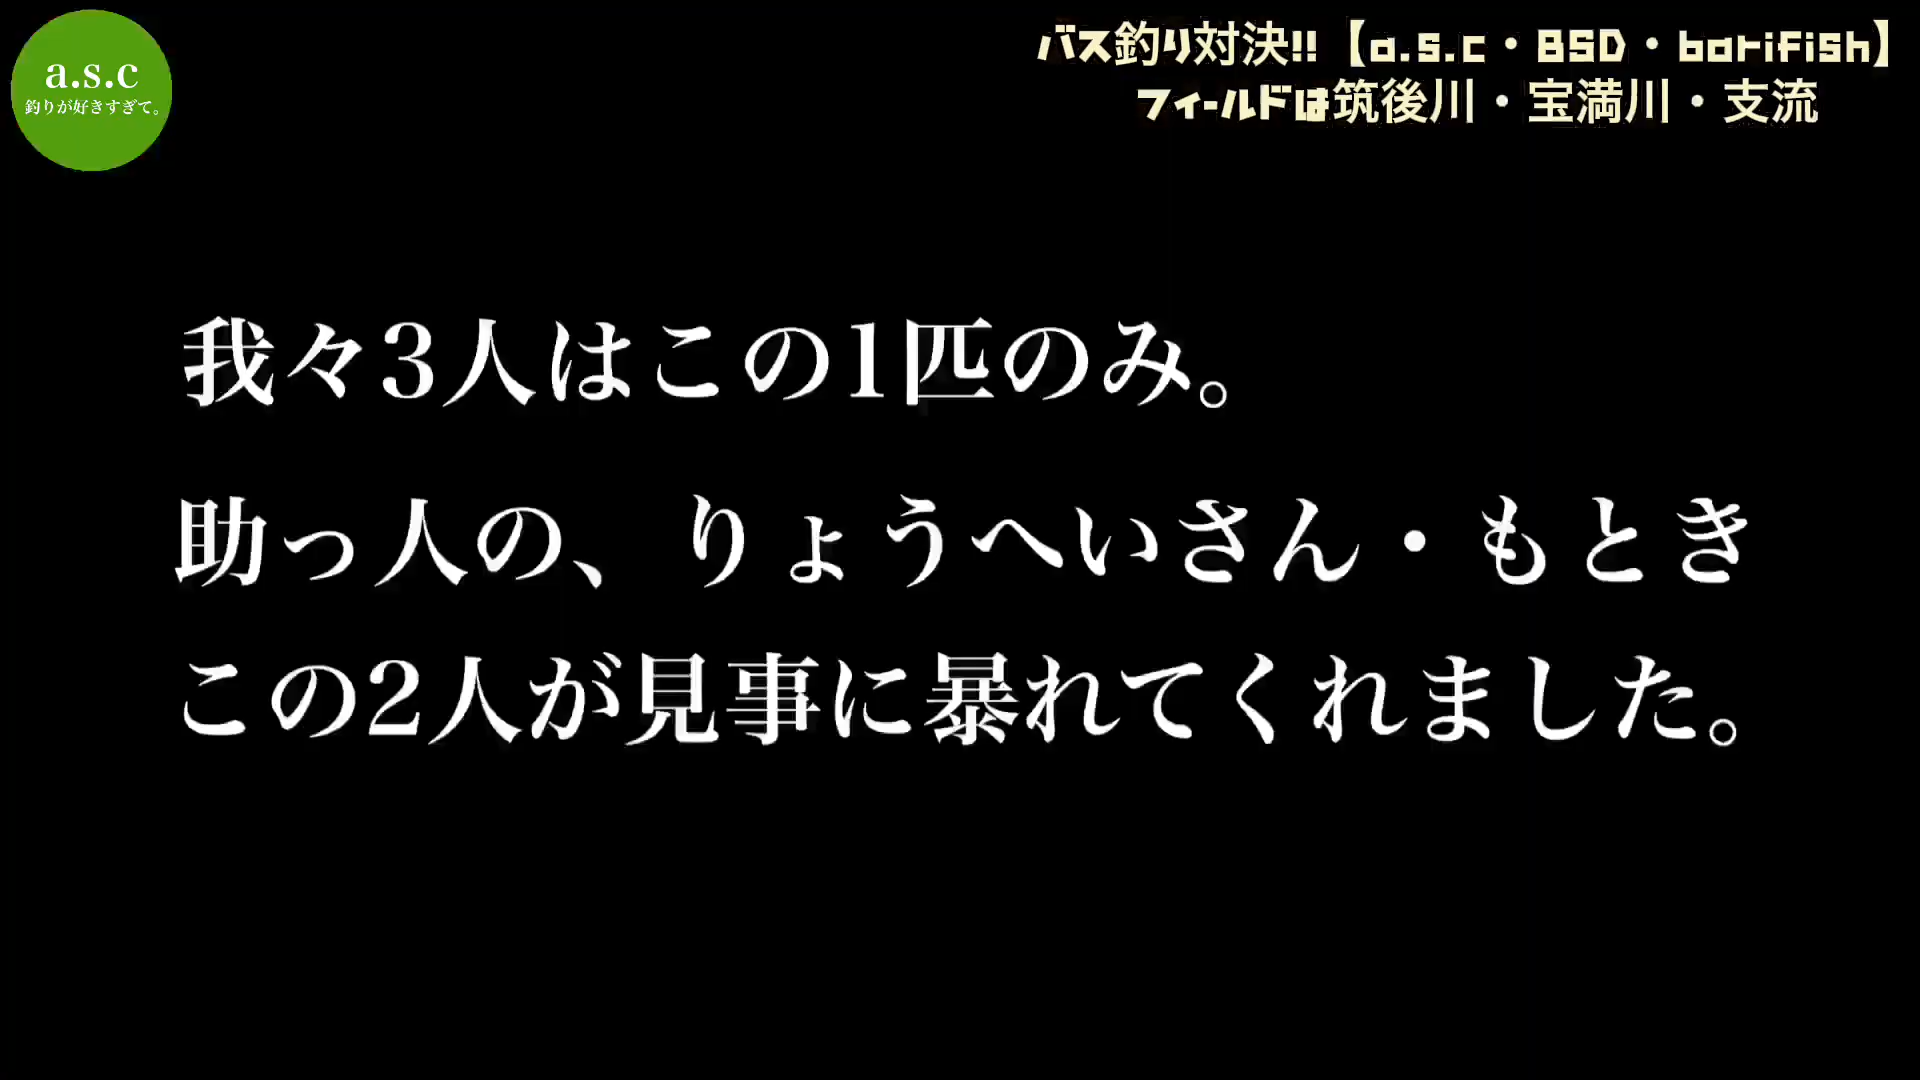 a.s.c
釣りが好きすぎて。
バス釣り対決!!【a.s.c・BSD・barifish】
フィールドは筑後川・宝満川・支流
我々3人はこの1匹のみ。
助っ人の、りょうへいさん・もとき
この2人が見事に暴れてくれました。